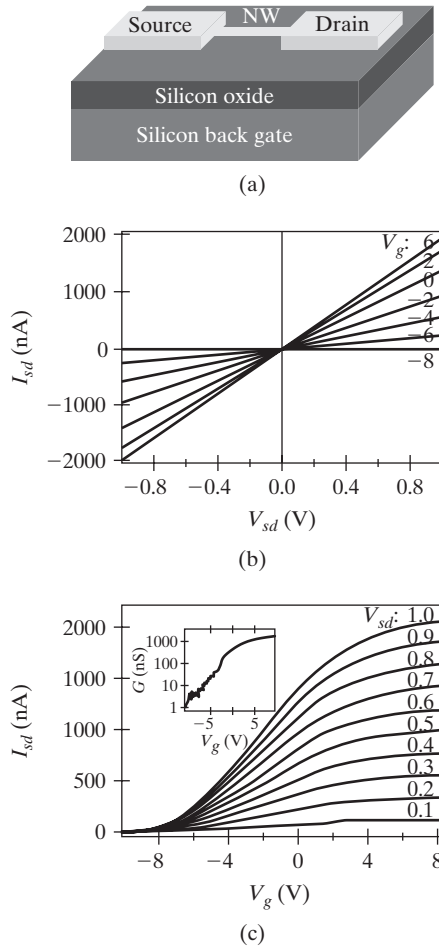 NW
Source
Drain
Silicon oxide
Silicon back gate
(a)
V_g: 6
2
0
−2
−4
−6
−8
2000
1000
0
−1000
−2000
I_sd (nA)
−0.8 −0.4 0.0 0.4 0.8
V_sd (V)
(b)
V_sd: 1.0
0.9
0.8
0.7
0.6
0.5
0.4
0.3
0.2
0.1
2000
1500
1000
500
0
I_sd (nA)
1000
100
10
1
G (nS)
−5 0 5
V_g (V)
−8 −4 0 4 8
V_g (V)
(c)